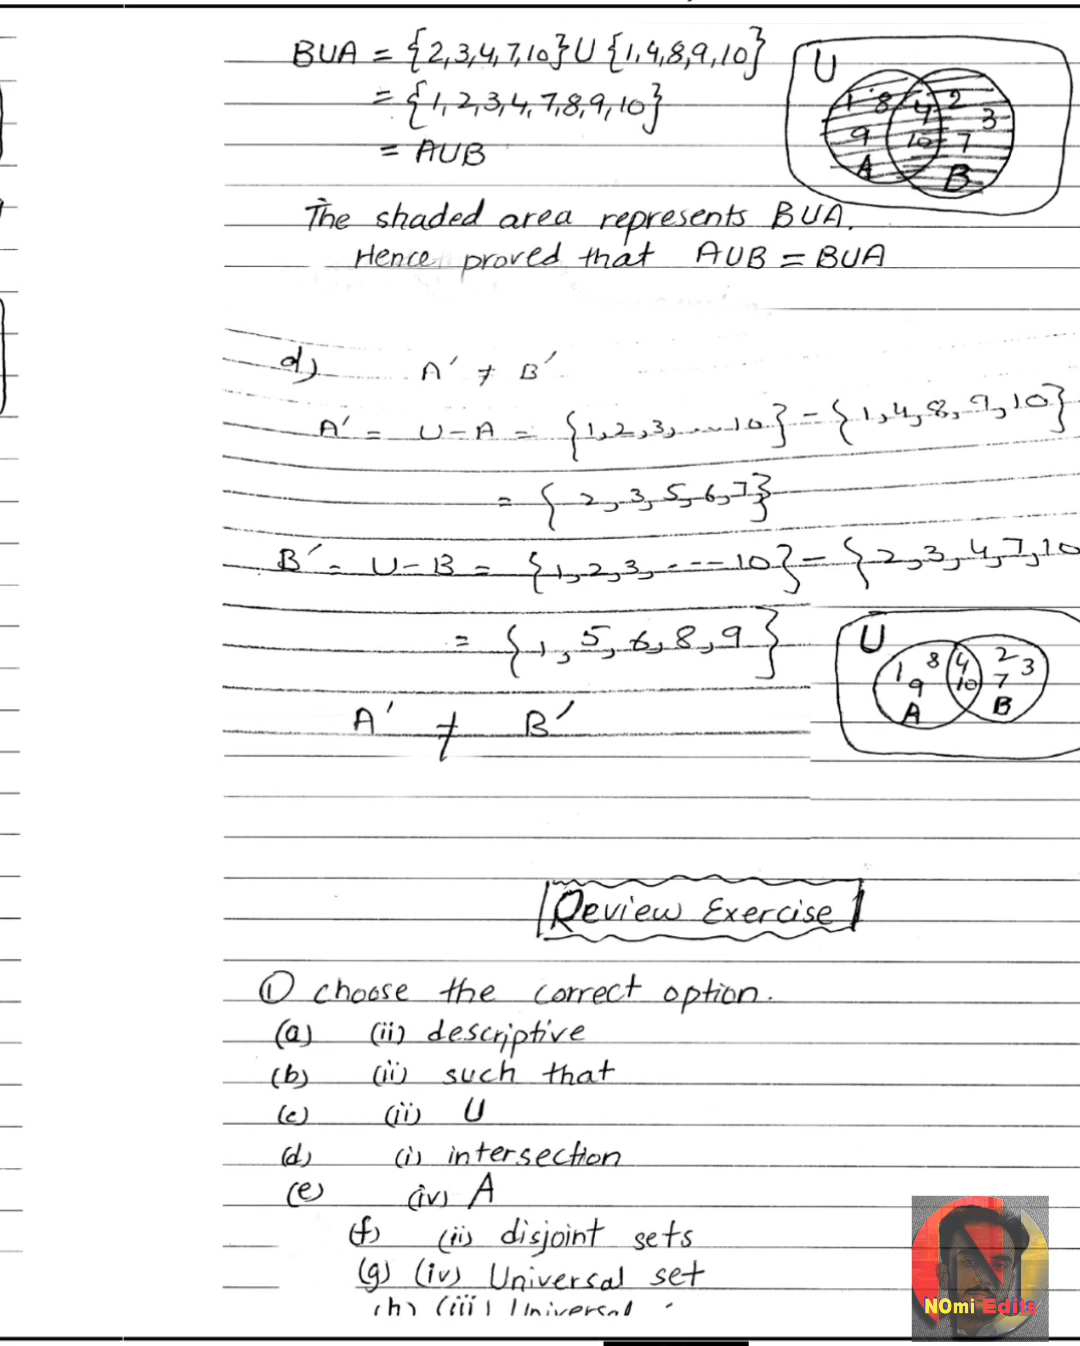 BUA = {2,3,4,7,10} U {1,4,8,9,10}
= {1,2,3,4,7,8,9,10}
= AUB
U
1 8 4 2 3
9 10 7
A B
The shaded area represents BUA.
Hence proved that AUB = BUA
d) A′ ≠ B′
A′ = U-A = {1,2,3,....10} - {1,4,8,9,10}
= {2,3,5,6,7}
B′ = U-B = {1,2,3,----10} - {2,3,4,7,10
= {1,5,6,8,9}
U
1 8 4 2 3
9 10 7
A B
A′ ≠ B′
Review Exercise 1
① choose the correct option.
(a) (ii) descriptive
(b) (ii) such that
(c) (ii) U
(d) (i) intersection
(e) (iv) A
(f) (ii) disjoint sets
(g) (iv) Universal set
(h) (iii) Universal
NOmi Edits